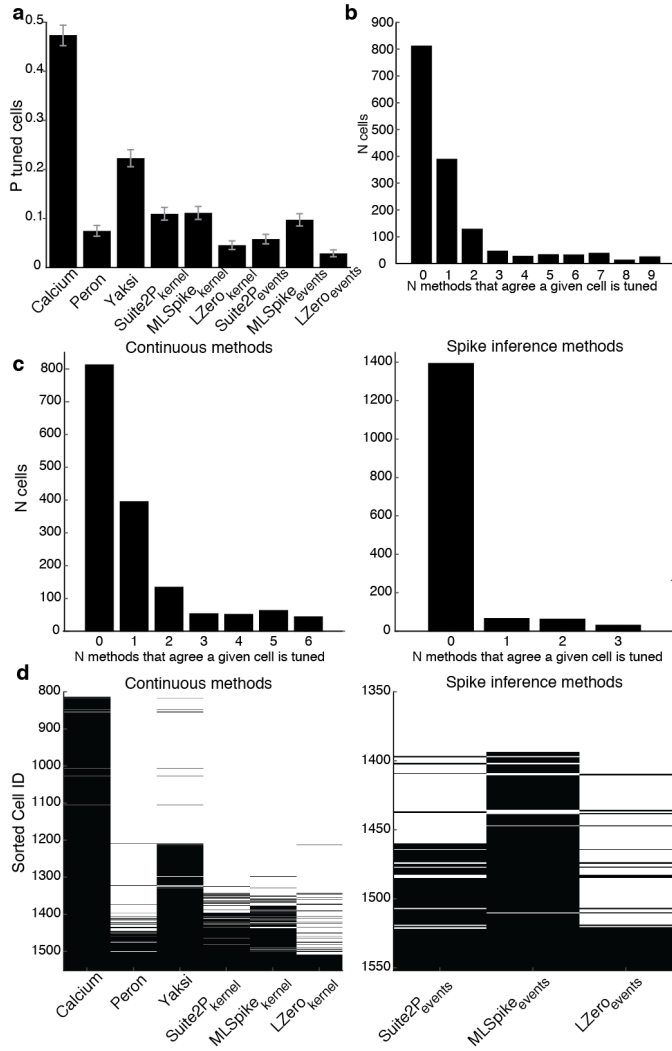 a
0.5
0.4
0.3
0.2
0.1
0
P tuned cells
Calcium
Peron
Yaksi
Suite2Pkernel
MLSpikekernel
LZerokernel
Suite2Pevents
MLSpikeevents
LZeroevents
b
900
800
700
600
500
400
300
200
100
0
N cells
0 1 2 3 4 5 6 7 8 9
N methods that agree a given cell is tuned
c
Continuous methods
800
700
600
500
400
300
200
100
0
N cells
0 1 2 3 4 5 6
N methods that agree a given cell is tuned
Spike inference methods
1400
1200
1000
800
600
400
200
0
0 1 2 3
N methods that agree a given cell is tuned
d
Continuous methods
800
900
1000
1100
1200
1300
1400
1500
Sorted Cell ID
Calcium
Peron
Yaksi
Suite2Pkernel
MLSpikekernel
LZerokernel
Spike inference methods
1350
1400
1450
1500
1550
Suite2Pevents
MLSpikeevents
LZeroevents